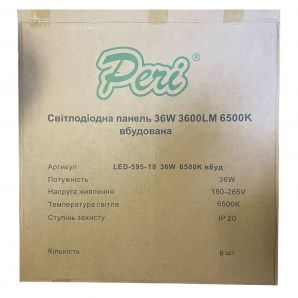 Peri®
Світлодіодна панель 36W 3600LM 6500K
вбудована
Артикул LED-595-18 36W 6500K вбуд
Потужність 36W
Напруга живлення 180-265V
Температура світла 6500K
Ступінь захисту IP 20
Кількість 6 шт